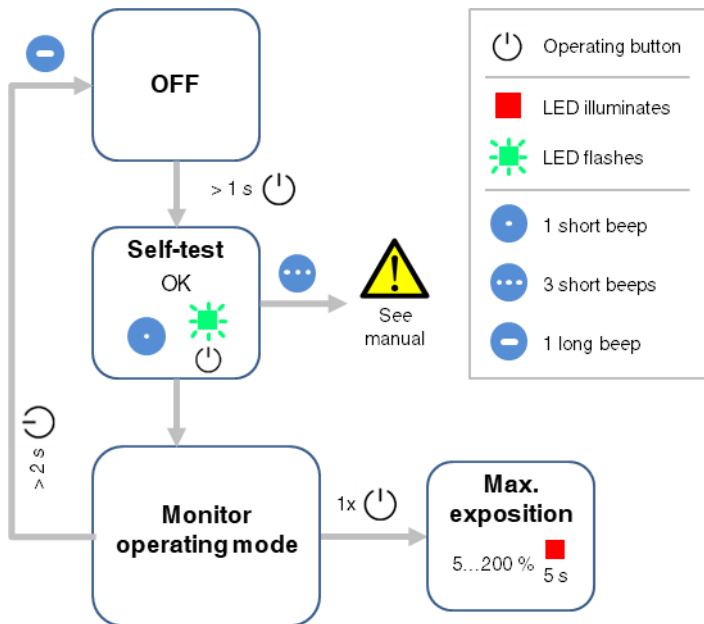 OFF
> 1 s
Self-test
OK
See
manual
> 2 s
Monitor
operating mode
1x
Max.
exposition
5...200 %
5 s
Operating button
LED illuminates
LED flashes
1 short beep
3 short beeps
1 long beep